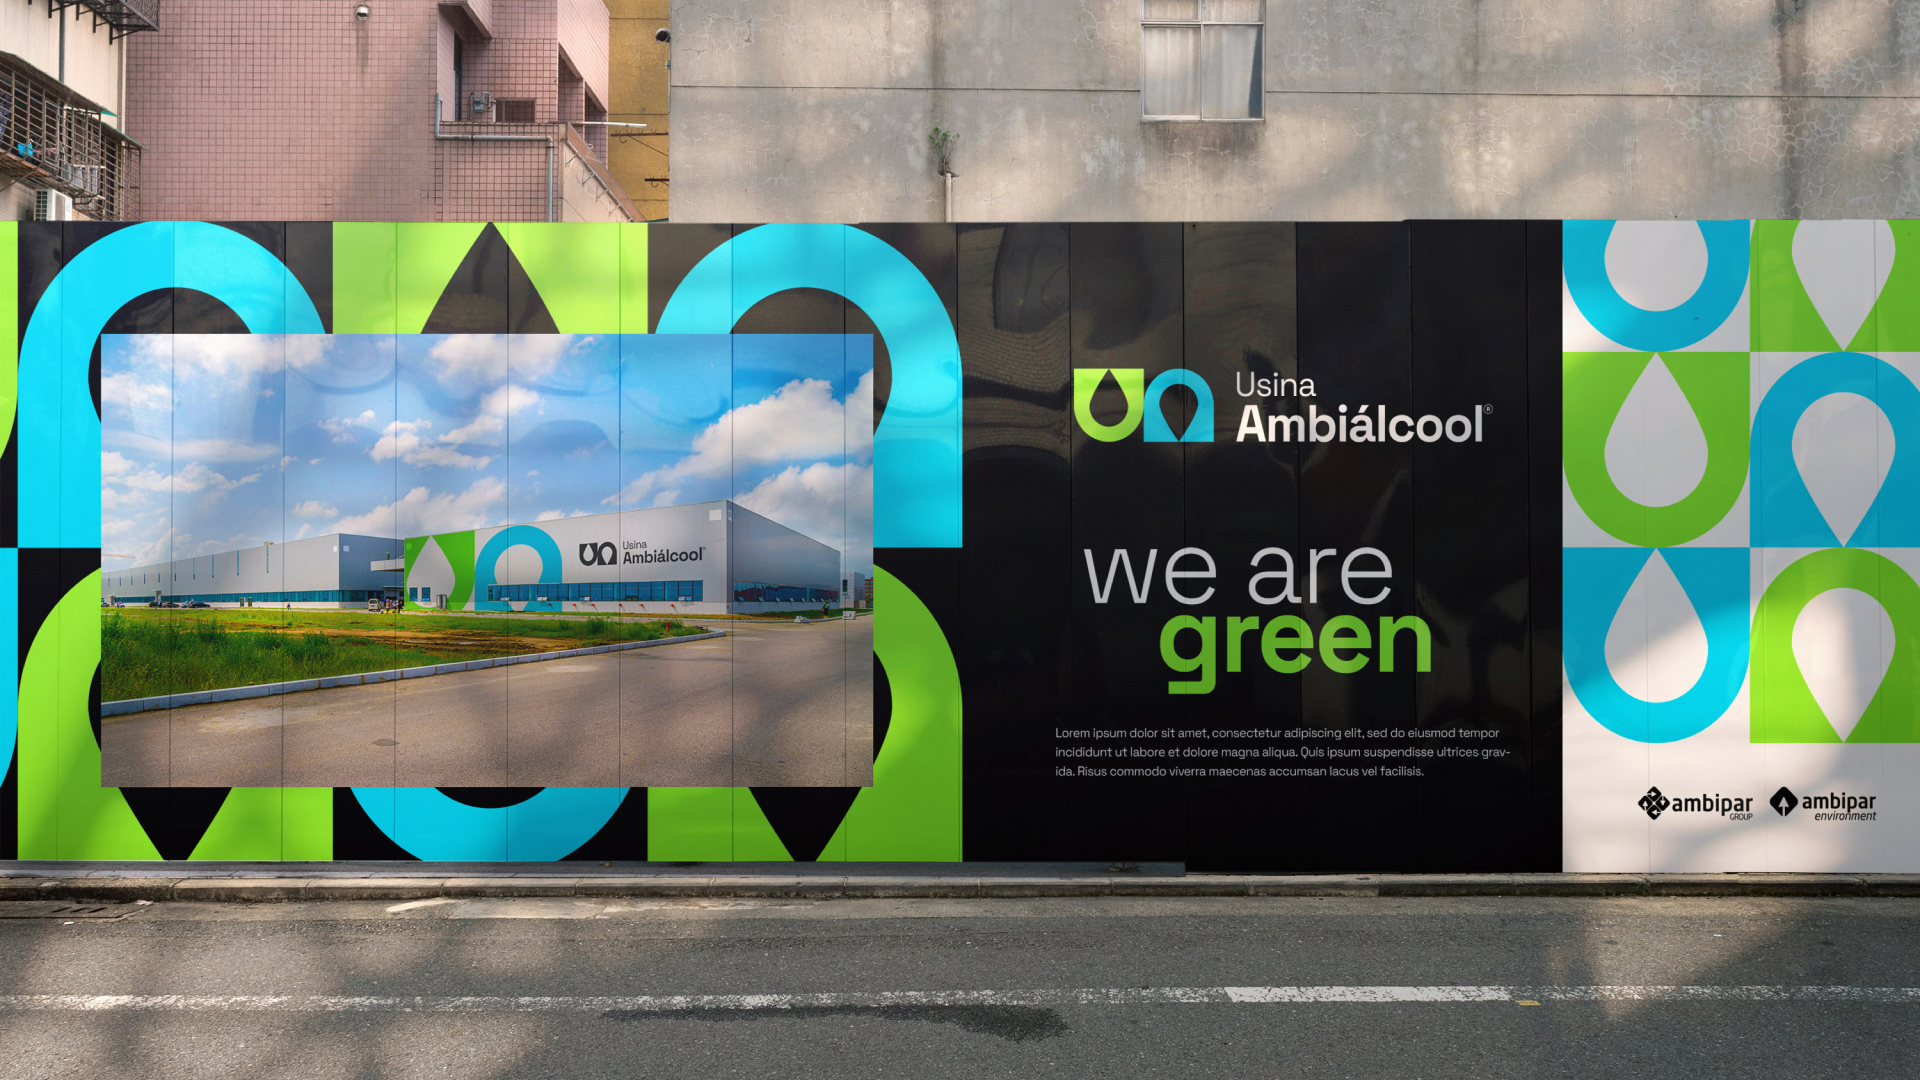 Usina
Ambiálcool®
Usina
Ambiálcool®
we are
green
Lorem ipsum dolor sit amet, consectetur adipiscing elit, sed do eiusmod tempor
incididunt ut labore et dolore magna aliqua. Quis ipsum suspendisse ultrices grav-
ida. Risus commodo viverra maecenas accumsan lacus vel facilisis.
ambipar
GROUP
ambipar
environment